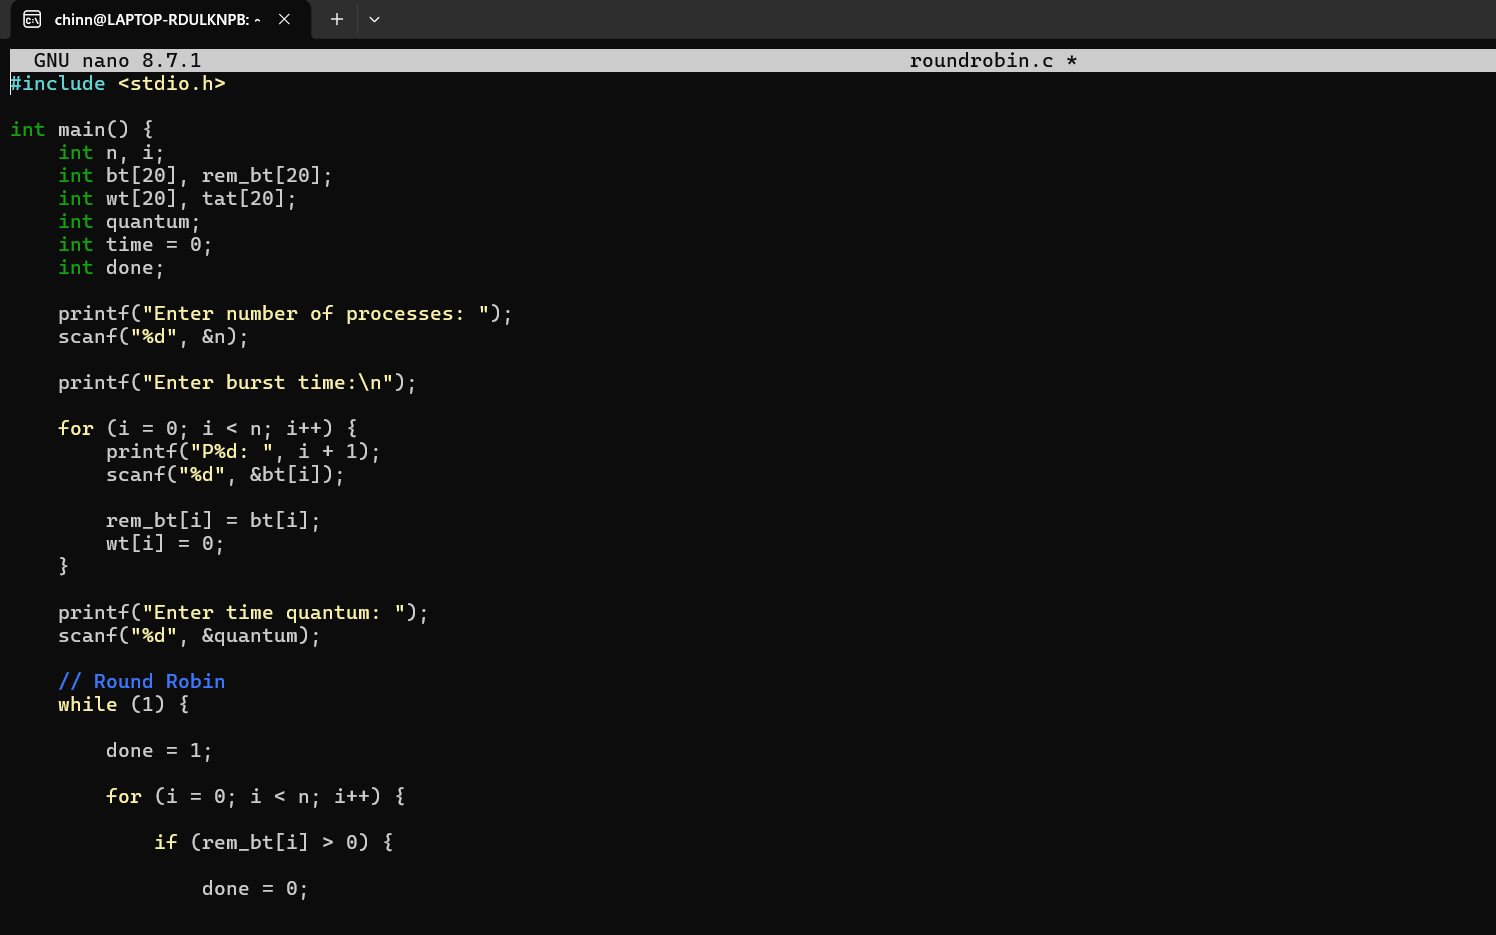 chinn@LAPTOP-RDULKNPB: ~
GNU nano 8.7.1 roundrobin.c *
#include <stdio.h>
int main() {
    int n, i;
    int bt[20], rem_bt[20];
    int wt[20], tat[20];
    int quantum;
    int time = 0;
    int done;
    printf("Enter number of processes: ");
    scanf("%d", &n);
    printf("Enter burst time:\n");
    for (i = 0; i < n; i++) {
        printf("P%d: ", i + 1);
        scanf("%d", &bt[i]);
        rem_bt[i] = bt[i];
        wt[i] = 0;
    }
    printf("Enter time quantum: ");
    scanf("%d", &quantum);
    // Round Robin
    while (1) {
        done = 1;
        for (i = 0; i < n; i++) {
            if (rem_bt[i] > 0) {
                done = 0;